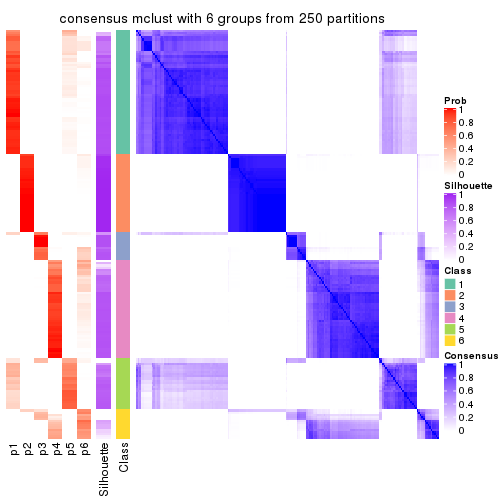 consensus mclust with 6 groups from 250 partitions
Prob
1
0.8
0.6
0.4
0.2
0
Silhouette
1
0.8
0.6
0.4
0.2
0
Class
1
2
3
4
5
6
Consensus
1
0.8
0.6
0.4
0.2
0
p1
p2
p3
p4
p5
p6
Silhouette
Class